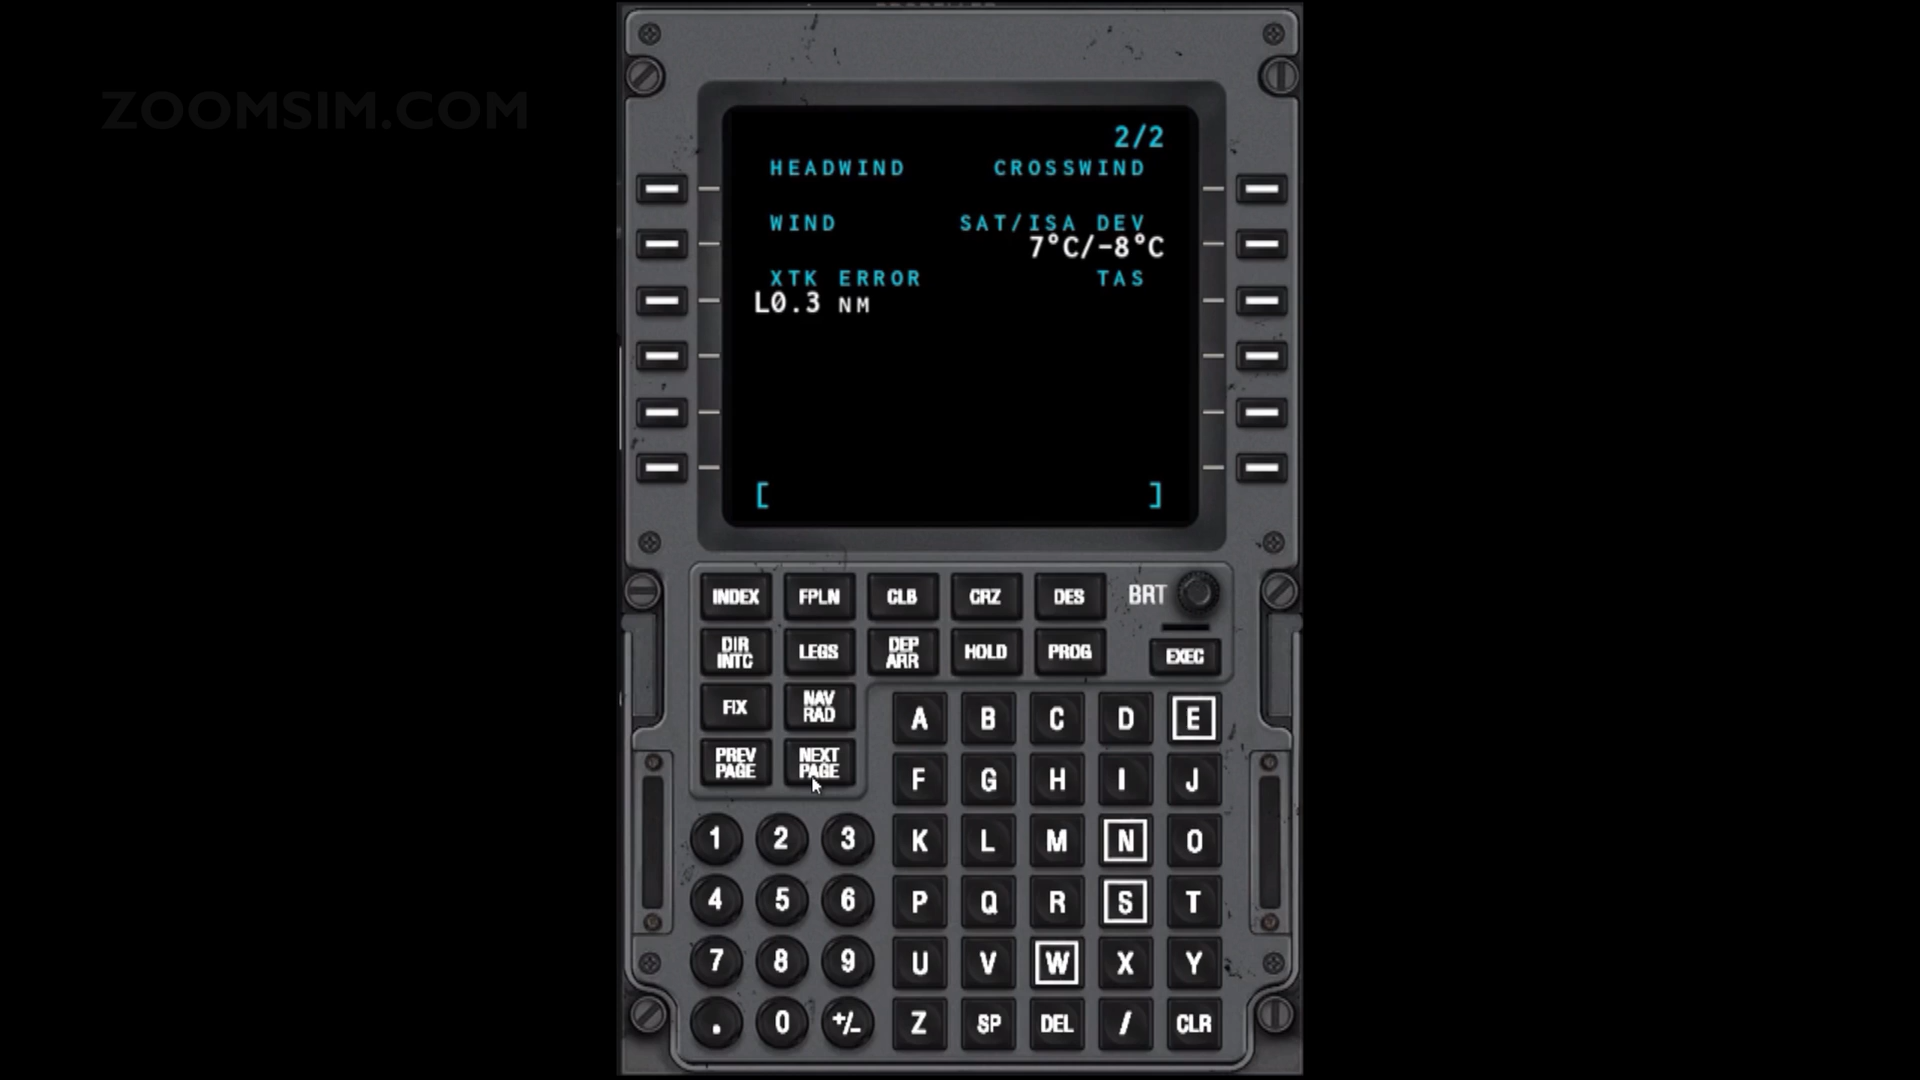 ZOOMSIM.COM
2/2
HEADWIND CROSSWIND
WIND SAT/ISA DEV
7°C/-8°C
XTK ERROR TAS
L0.3 NM
[ ]
INDEX FPLN CLB CRZ DES BRT
DIR INTC LEGS DEP ARR HOLD PROG EXEC
FIX NAV RAD
PREV PAGE NEXT PAGE
A B C D E
F G H I J
1 2 3 K L M N O
4 5 6 P Q R S T
7 8 9 U V W X Y
. 0 +/- Z SP DEL / CLR